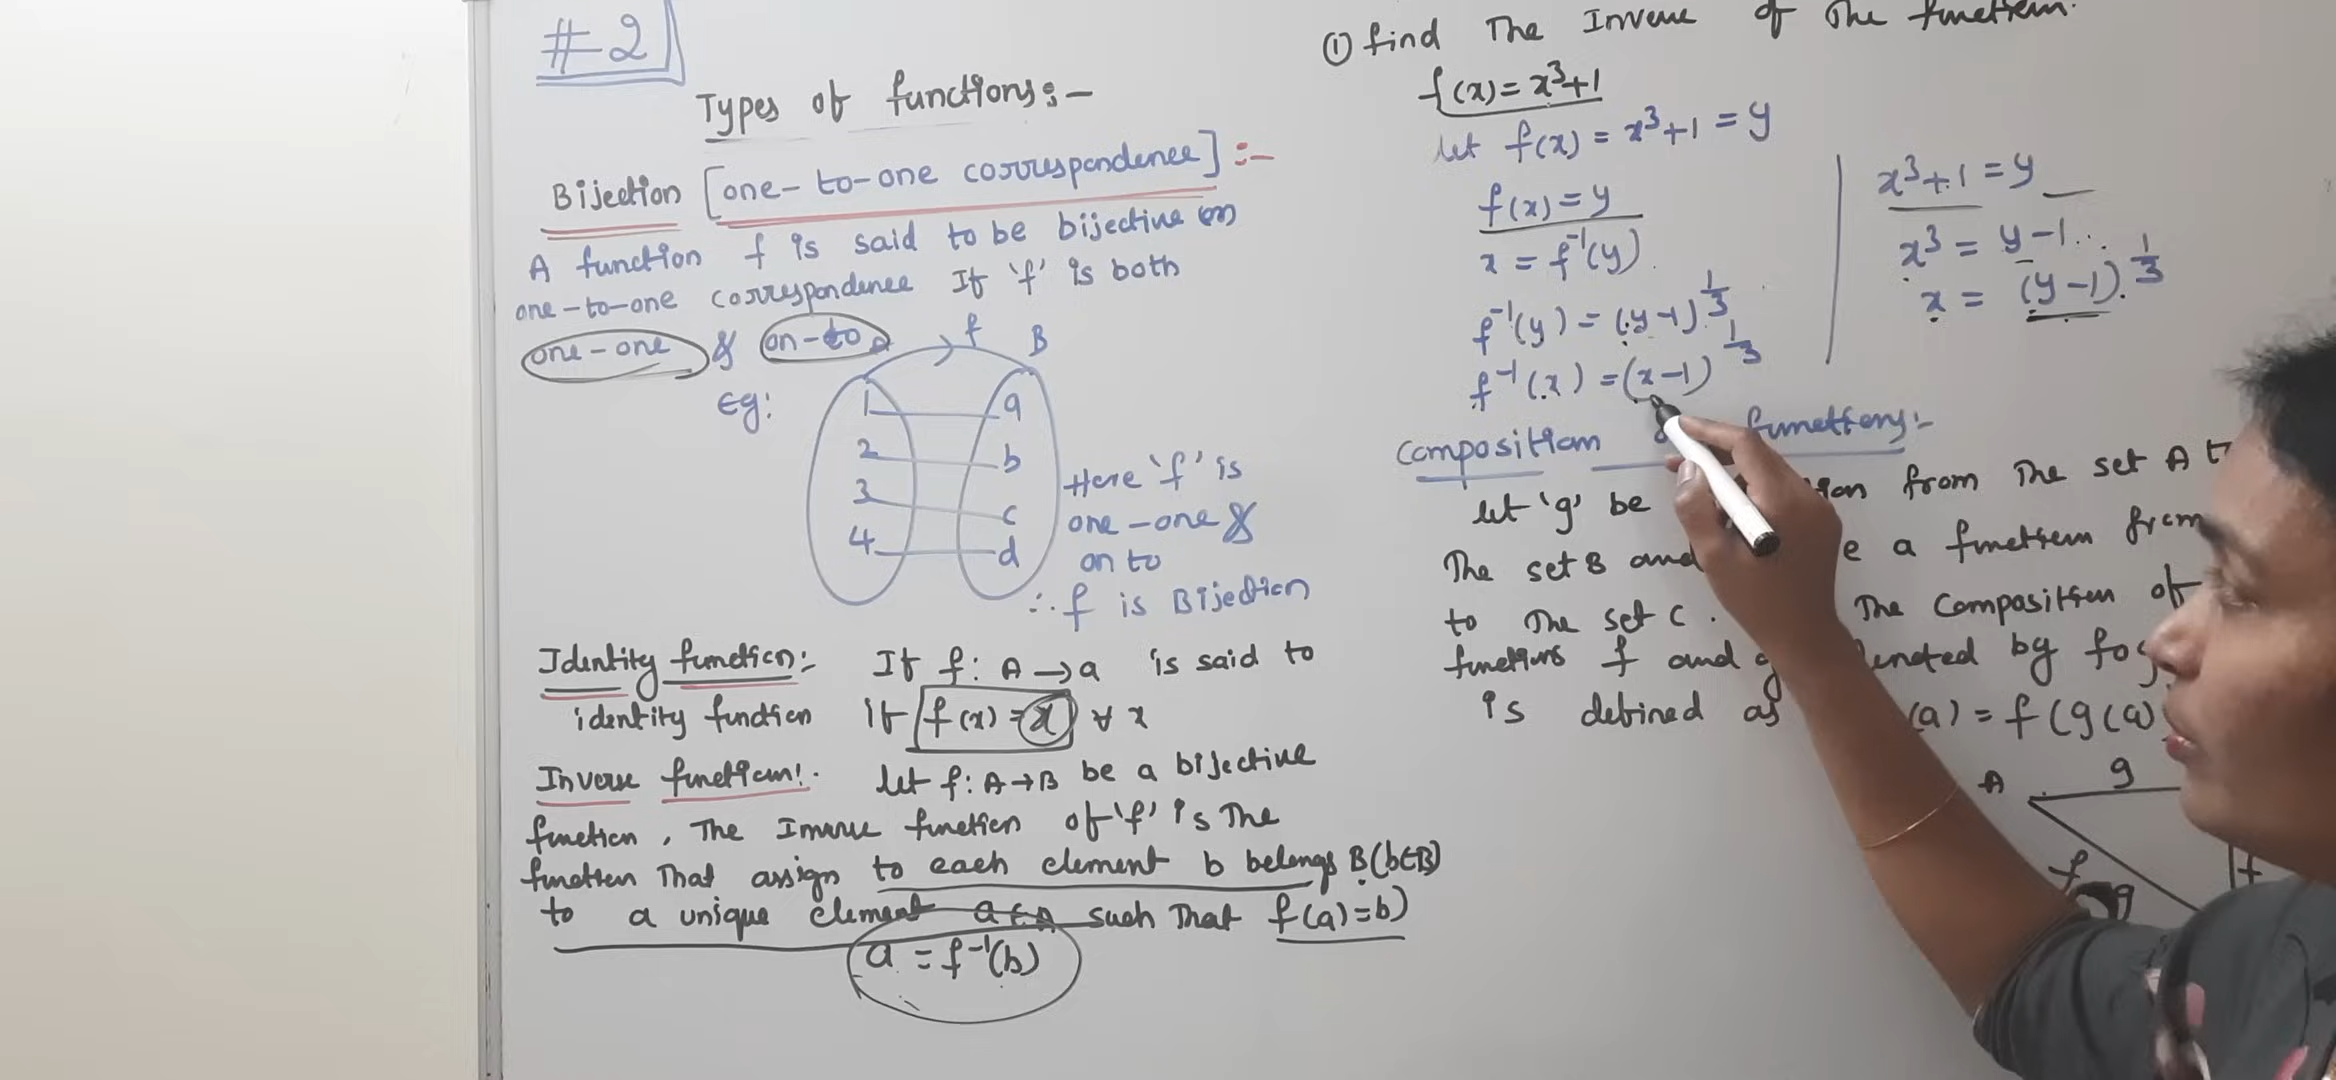 #2
Types of functions:-
Bijection [one-to-one correspondence] :-
A function f is said to be bijective (or)
one-to-one correspondence If 'f' is both
one-one & on-to
Eg:
f
B
1 a
2 b
3 c
4 d
Here 'f' is
one-one &
on to
∴ f is Bijection
Identity function:- If f: A→a is said to
identity function if f(x)=x ∀ x
Inverse function:- let f: A→B be a bijective
function, The Inverse function of 'f' is The
function That assign to each element b belongs B(b∈B)
to a unique element a∈A such That f(a)=b)
a = f⁻¹(b)
① find The Inverse of The function.
f(x)= x³+1
let f(x) = x³+1 = y
f(x) = y
x = f⁻¹(y)
f⁻¹(y) = (y-1)^1/3
f⁻¹(x) = (x-1)^1/3
x³+1 = y
x³ = y-1
x = (y-1)^1/3
Composition functions:-
let 'g' be from The set A
The set B and a function from
to The set C. The Composition of
functions f and by fog
is defined as (a) = f(g(a)
A g
f
f g